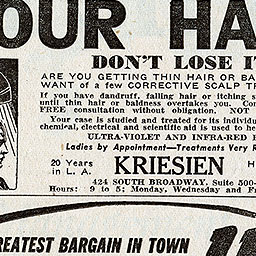 OUR HA
DON'T LOSE I
ARE YOU GETTING THIN HAIR OR BA
WANT of a few CORRECTIVE SCALP T
If you have dandruff, falling hair or itching s
until thin hair or baldness overtakes you. Co
FREE consultation without obligation. NOT
Your case is studied and treated for its individu
chemical, electrical and scientific aid is used to he
ULTRA-VIOLET AND INFRA-RED
Ladies by Appointment—Treatments Very R
20 Years KRIESIEN H
in L. A.
424 SOUTH BROADWAY. Suite 500-
Hours: 9 to 5; Monday, Wednesday and F
REATEST BARGAIN IN TOWN